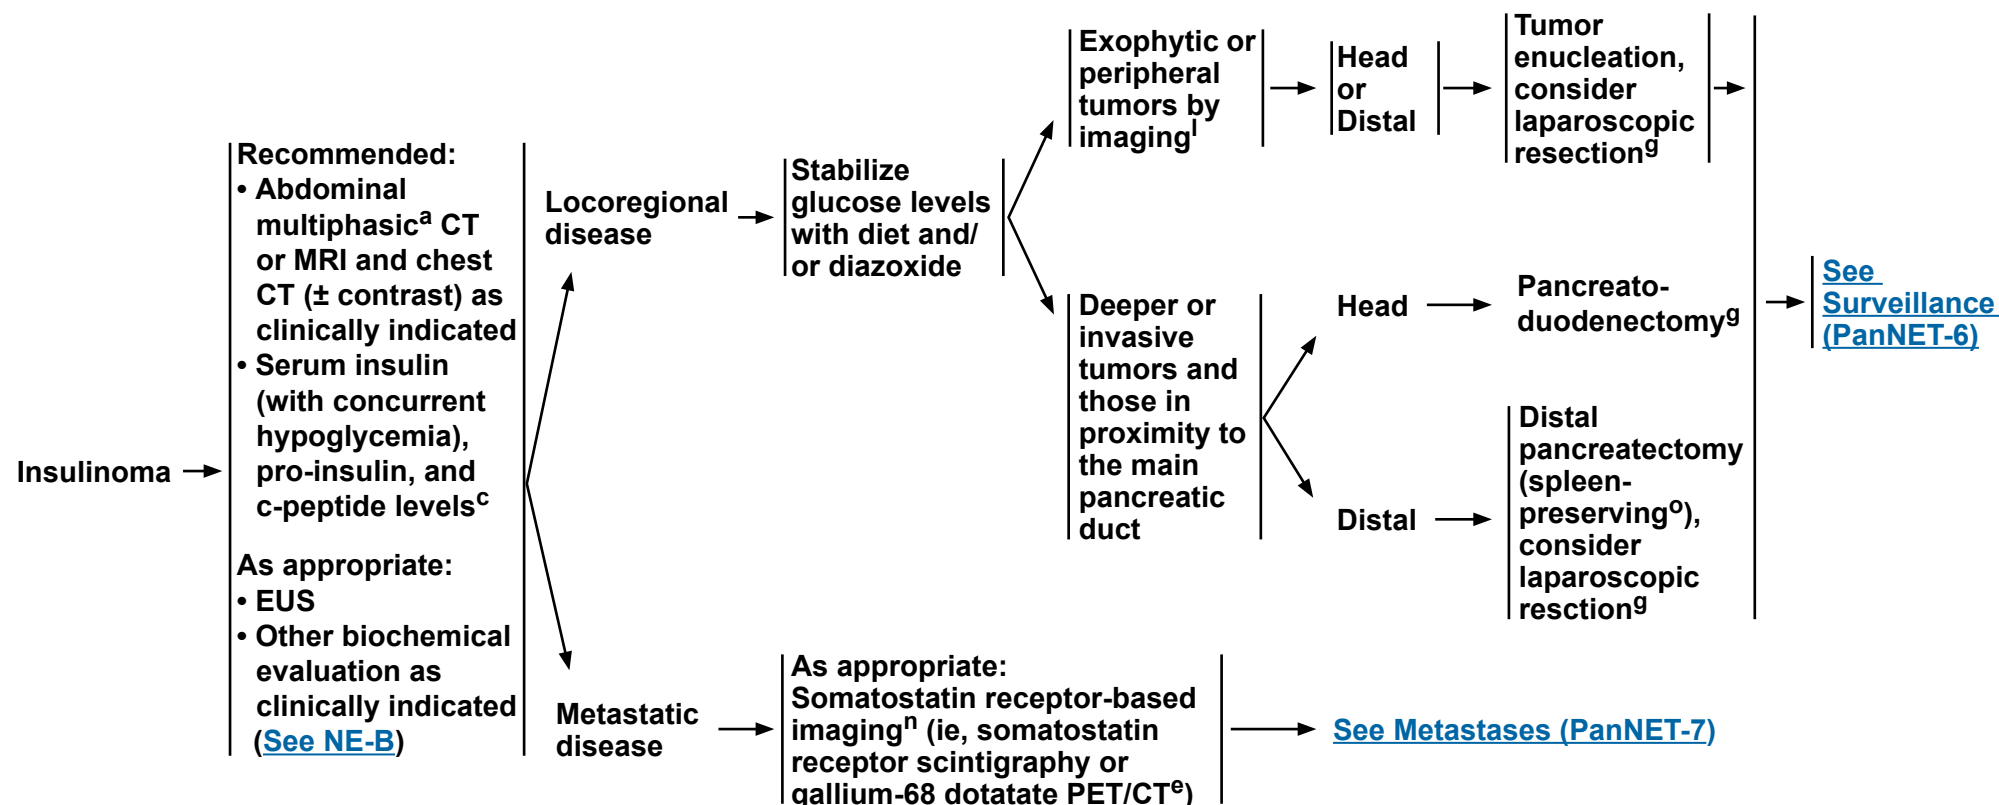 Insulinoma
Recommended:
• Abdominal
multiphasica CT
or MRI and chest
CT (± contrast) as
clinically indicated
• Serum insulin
(with concurrent
hypoglycemia),
pro-insulin, and
c-peptide levelsc
As appropriate:
• EUS
• Other biochemical
evaluation as
clinically indicated
(See NE-B)
Locoregional
disease
Stabilize
glucose levels
with diet and/
or diazoxide
Exophytic or
peripheral
tumors by
imagingl
Head
or
Distal
Tumor
enucleation,
consider
laparoscopic
resectiong
Deeper or
invasive
tumors and
those in
proximity to
the main
pancreatic
duct
Head
Pancreato-
duodenectomyg
Distal
Distal
pancreatectomy
(spleen-
preservingo),
consider
laparoscopic
resctiong
See
Surveillance
(PanNET-6)
Metastatic
disease
As appropriate:
Somatostatin receptor-based
imagingn (ie, somatostatin
receptor scintigraphy or
gallium-68 dotatate PET/CTe)
See Metastases (PanNET-7)